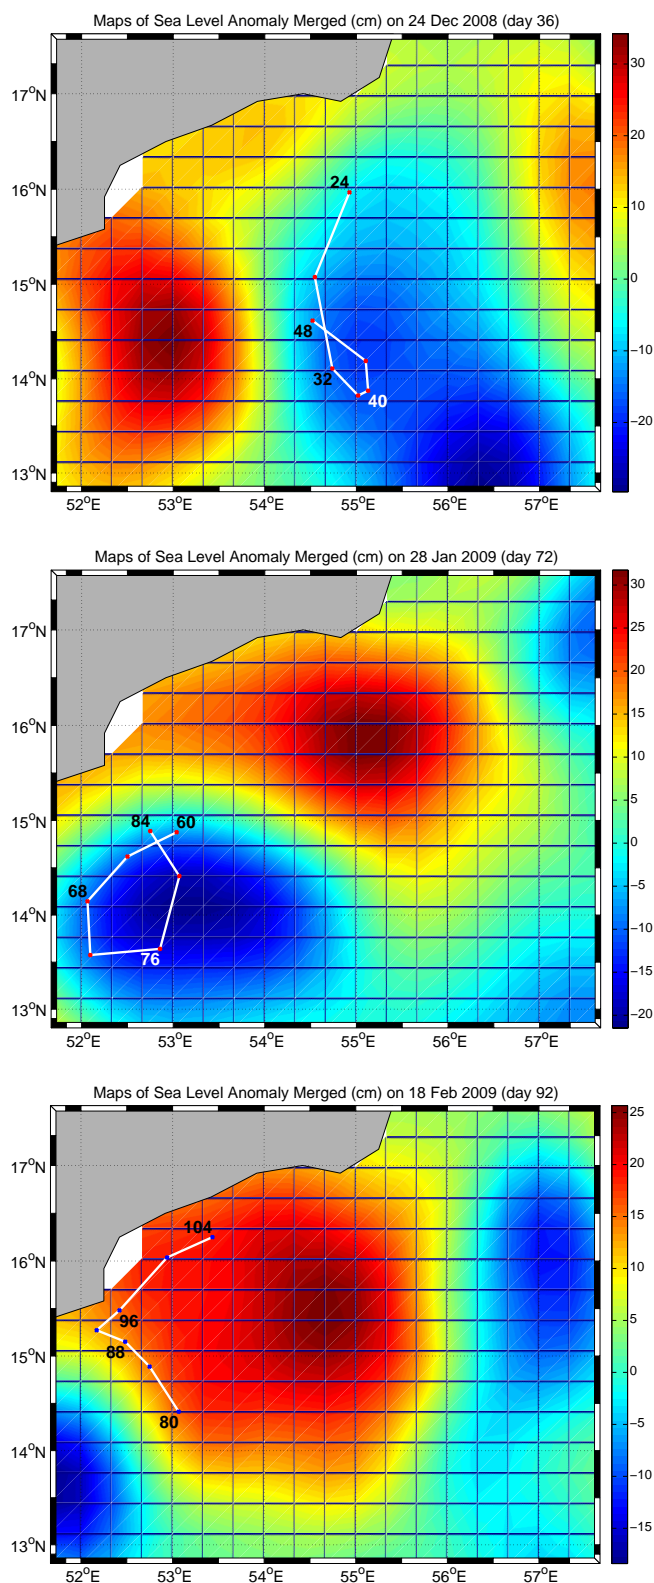 Maps of Sea Level Anomaly Merged (cm) on 24 Dec 2008 (day 36)
30
17°N
20
24
16°N
10
15°N
0
48
−10
14°N
32
40
−20
13°N
52°E 53°E 54°E 55°E 56°E 57°E
Maps of Sea Level Anomaly Merged (cm) on 28 Jan 2009 (day 72)
30
17°N
25
20
16°N
15
10
15°N
84 60
5
0
68
−5
14°N
76
−10
−15
13°N
−20
52°E 53°E 54°E 55°E 56°E 57°E
Maps of Sea Level Anomaly Merged (cm) on 18 Feb 2009 (day 92)
25
17°N
20
104
15
16°N
10
96
88
5
15°N
0
80
−5
14°N
−10
−15
13°N
52°E 53°E 54°E 55°E 56°E 57°E